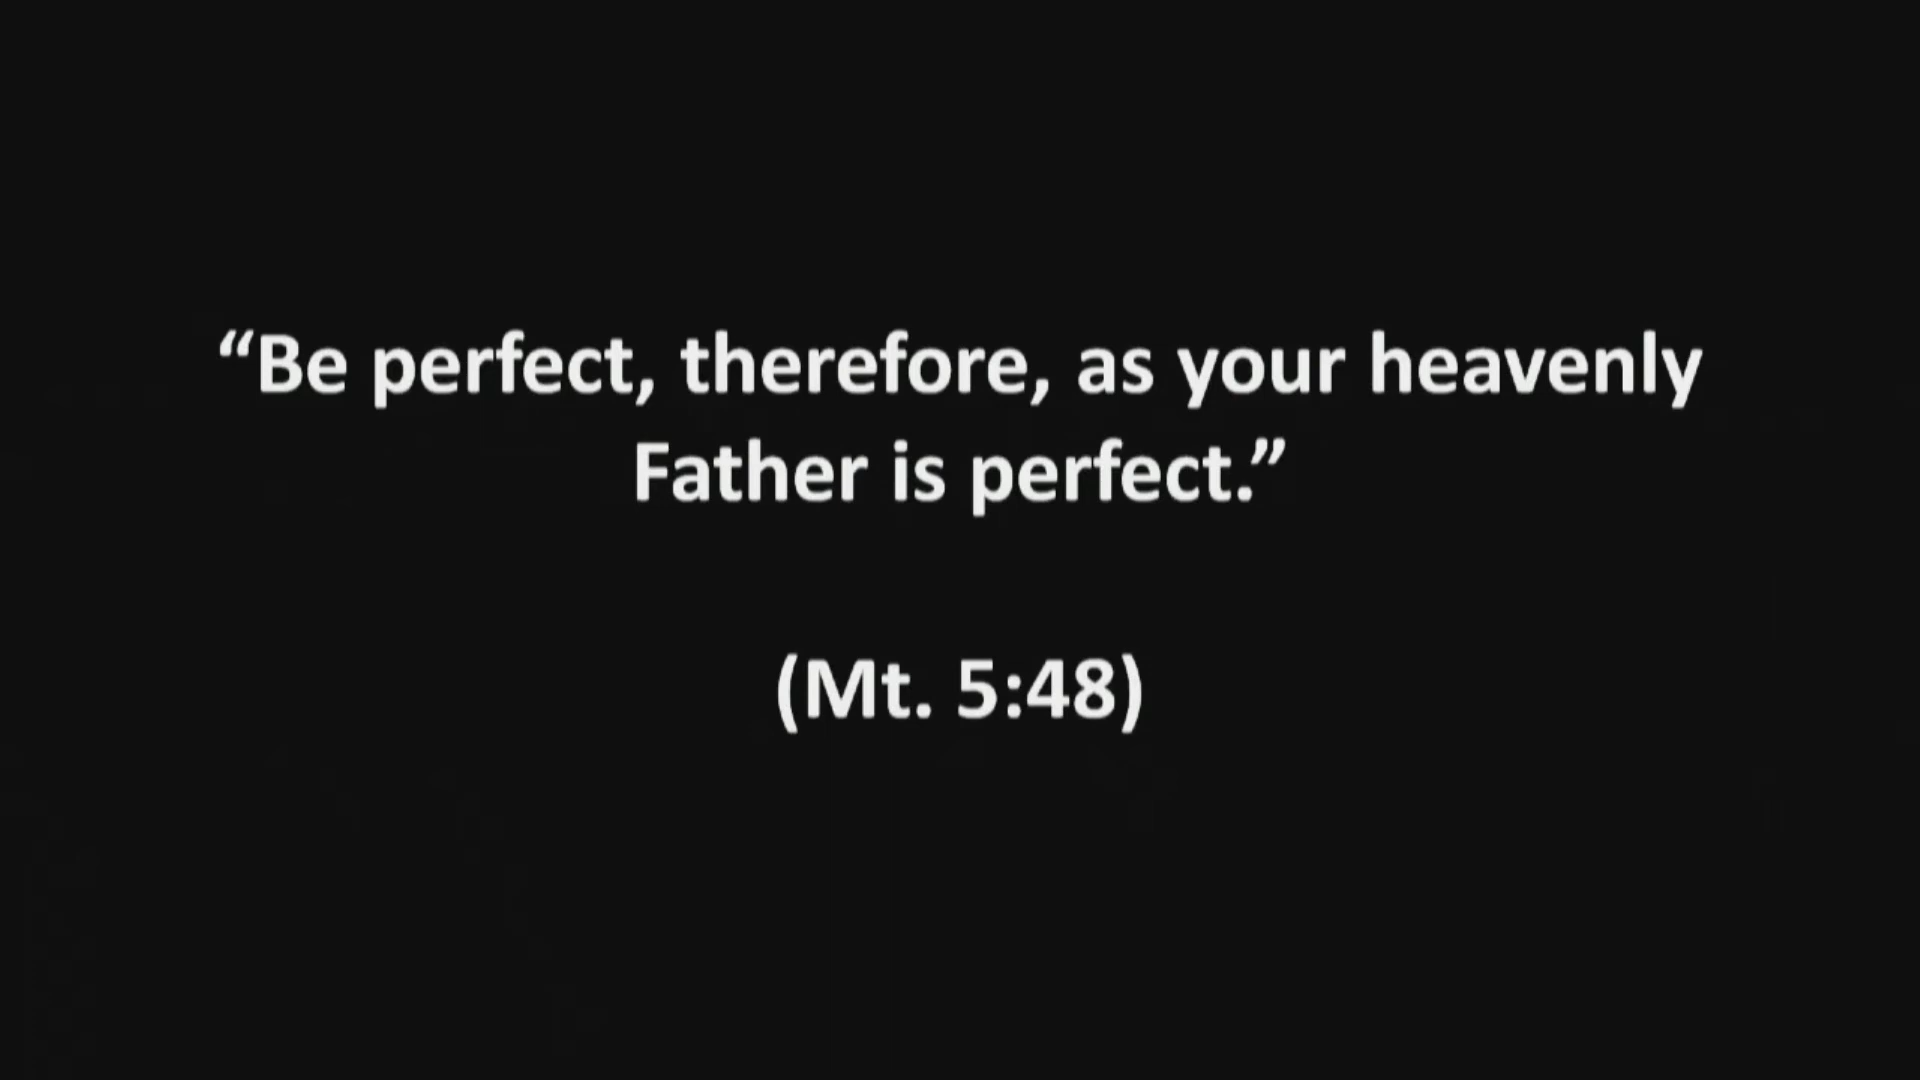 “Be perfect, therefore, as your heavenly
Father is perfect.”
(Mt. 5:48)